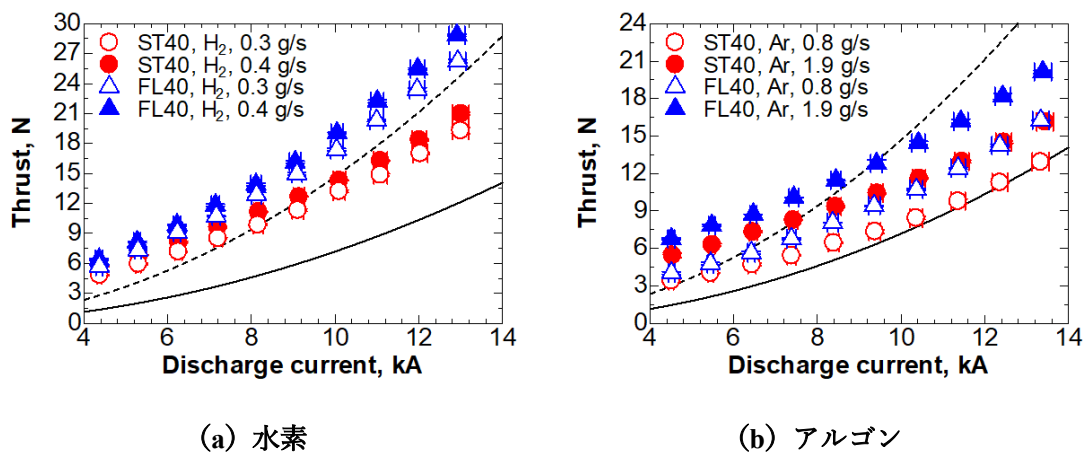 30
27
24
21
18
15
12
9
6
3
0
Thrust, N
ST40, H₂, 0.3 g/s
ST40, H₂, 0.4 g/s
FL40, H₂, 0.3 g/s
FL40, H₂, 0.4 g/s
4 6 8 10 12 14
Discharge current, kA
(a) 水素
24
21
18
15
12
9
6
3
0
Thrust, N
ST40, Ar, 0.8 g/s
ST40, Ar, 1.9 g/s
FL40, Ar, 0.8 g/s
FL40, Ar, 1.9 g/s
4 6 8 10 12 14
Discharge current, kA
(b) アルゴン